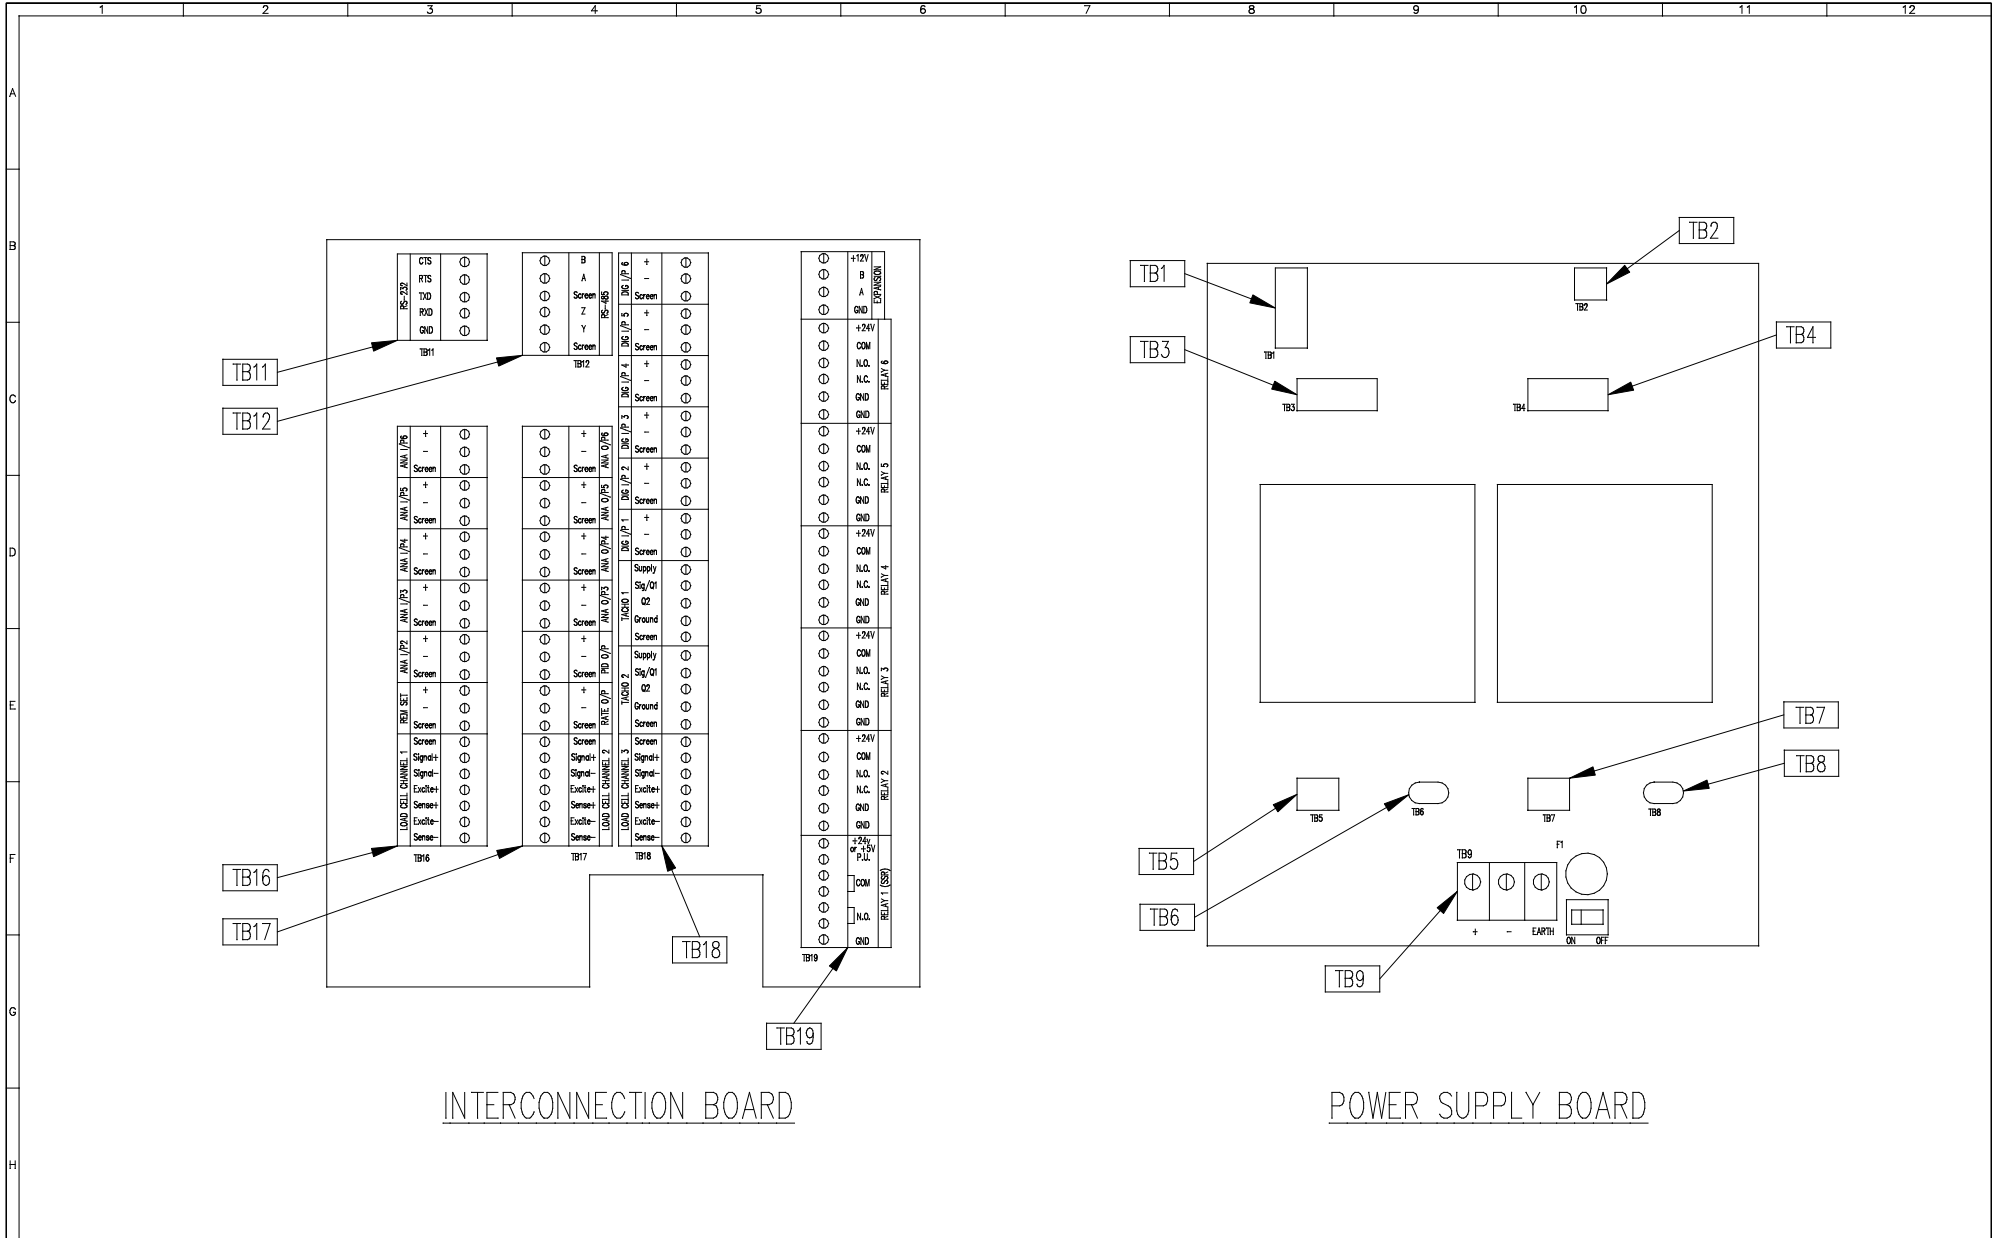 1 2 3 4 5 6 7 8 9 10 11 12
A
B
C
D
E
F
G
H
RS-232
CTS
RTS
TXD
RXD
GND
TB11
TB11
B
A
Screen
Z
Y
Screen
RS-485
TB12
TB12
ANA I/P6
+
-
Screen
ANA I/P5
+
-
Screen
ANA I/P4
+
-
Screen
ANA I/P3
+
-
Screen
ANA I/P2
+
-
Screen
REM SET
+
-
Screen
LOAD CELL CHANNEL 1
Screen
Signal+
Signal-
Excite+
Sense+
Excite-
Sense-
TB16
TB16
+
-
Screen
ANA O/P6
+
-
Screen
ANA O/P5
+
-
Screen
ANA O/P4
+
-
Screen
ANA O/P3
+
-
Screen
PID O/P
+
-
Screen
RATE O/P
Screen
Signal+
Signal-
Excite+
Sense+
Excite-
Sense-
LOAD CELL CHANNEL 2
TB17
TB17
DIG I/P 6
+
-
Screen
DIG I/P 5
+
-
Screen
DIG I/P 4
+
-
Screen
DIG I/P 3
+
-
Screen
DIG I/P 2
+
-
Screen
DIG I/P 1
+
-
Screen
TACHO 1
Supply
Sig/Q1
Q2
Ground
Screen
TACHO 2
Supply
Sig/Q1
Q2
Ground
Screen
LOAD CELL CHANNEL 3
Screen
Signal+
Signal-
Excite+
Sense+
Excite-
Sense-
TB18
TB18
+12V
B
A
GND
EXPANSION
+24V
COM
N.O.
N.C.
GND
GND
RELAY 6
+24V
COM
N.O.
N.C.
GND
GND
RELAY 5
+24V
COM
N.O.
N.C.
GND
GND
RELAY 4
+24V
COM
N.O.
N.C.
GND
GND
RELAY 3
+24V
COM
N.O.
N.C.
GND
GND
RELAY 2
+24v
or +5V
P.U.
COM
N.O.
GND
RELAY 1 (SSR)
TB19
TB19
INTERCONNECTION BOARD
TB1
TB1
TB2
TB2
TB3
TB3
TB4
TB4
TB7
TB8
TB5
TB6
TB7
TB8
TB5
TB6
TB9
F1
+ - EARTH
ON OFF
TB9
POWER SUPPLY BOARD